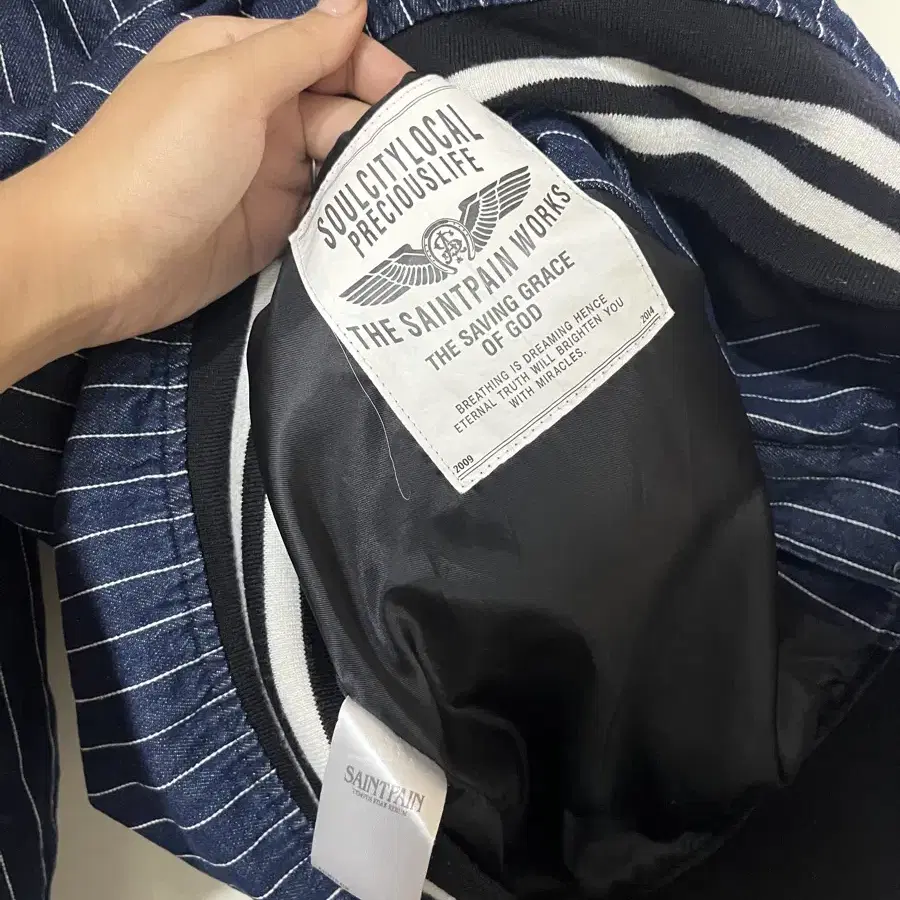 SOULCITYLOCAL
PRECIOUSLIFE
THE SAINTPAIN WORKS
THE SAVING GRACE
OF GOD
BREATHING IS DREAMING HENCE
ETERNAL TRUTH WILL BRIGHTEN YOU
WITH MIRACLES.
2009
2014
SAINTPAIN